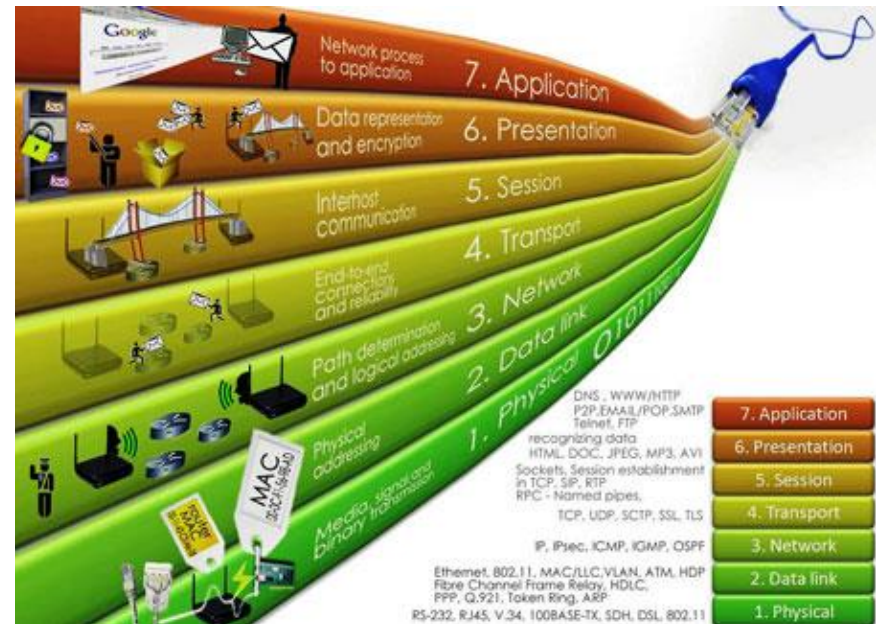 Google
Network process
to application
7. Application
Data representation
and encryption
6. Presentation
Interhost
communication
5. Session
End-to-end
connections
and reliability
4. Transport
Path determination
and logical addressing
3. Network
Physical
addressing
2. Data link
Media, signal and
binary transmission
1. Physical
MAC
router
MAC
DNS , WWW/HTTP
P2P,EMAIL/POP,SMTP
Telnet, FTP
7. Application
recognizing data
HTML, DOC, JPEG, MP3, AVI
6. Presentation
Sockets, Session establishment
in TCP, SIP, RTP
RPC - Named pipes,
5. Session
TCP, UDP, SCTP, SSL, TLS
4. Transport
IP, IPsec, ICMP, IGMP, OSPF
3. Network
Ethernet, 802.11, MAC/LLC,VLAN, ATM, HDP
Fibre Channel Frame Relay, HDLC,
PPP, Q.921, Token Ring, ARP
2. Data link
RS-232, RJ45, V.34, 100BASE-TX, SDH, DSL, 802.11
1. Physical